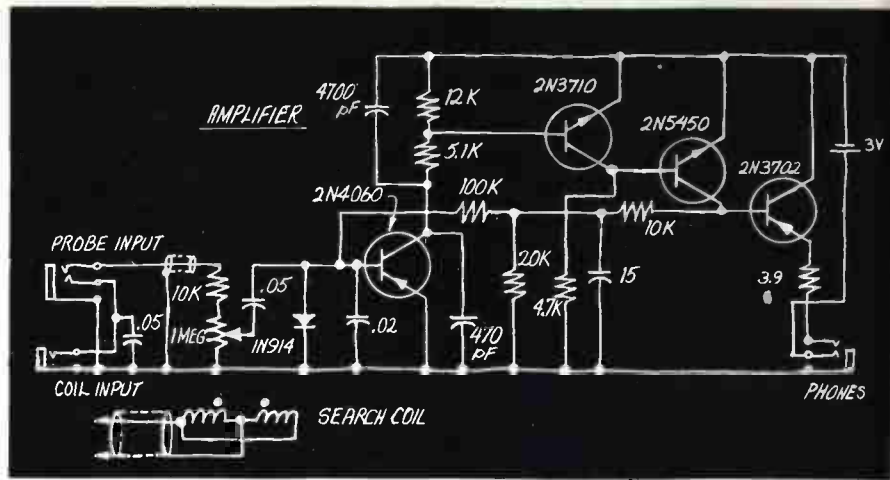 AMPLIFIER
4700 pF
12K
5.1K
2N3710
2N5450
2N3702
3V
2N4060
100K
10K
PROBE INPUT
10K
.05
20K
4.7K
15
3.9
.05
1MEG
1N914
.02
470 pF
COIL INPUT
PHONES
SEARCH COIL